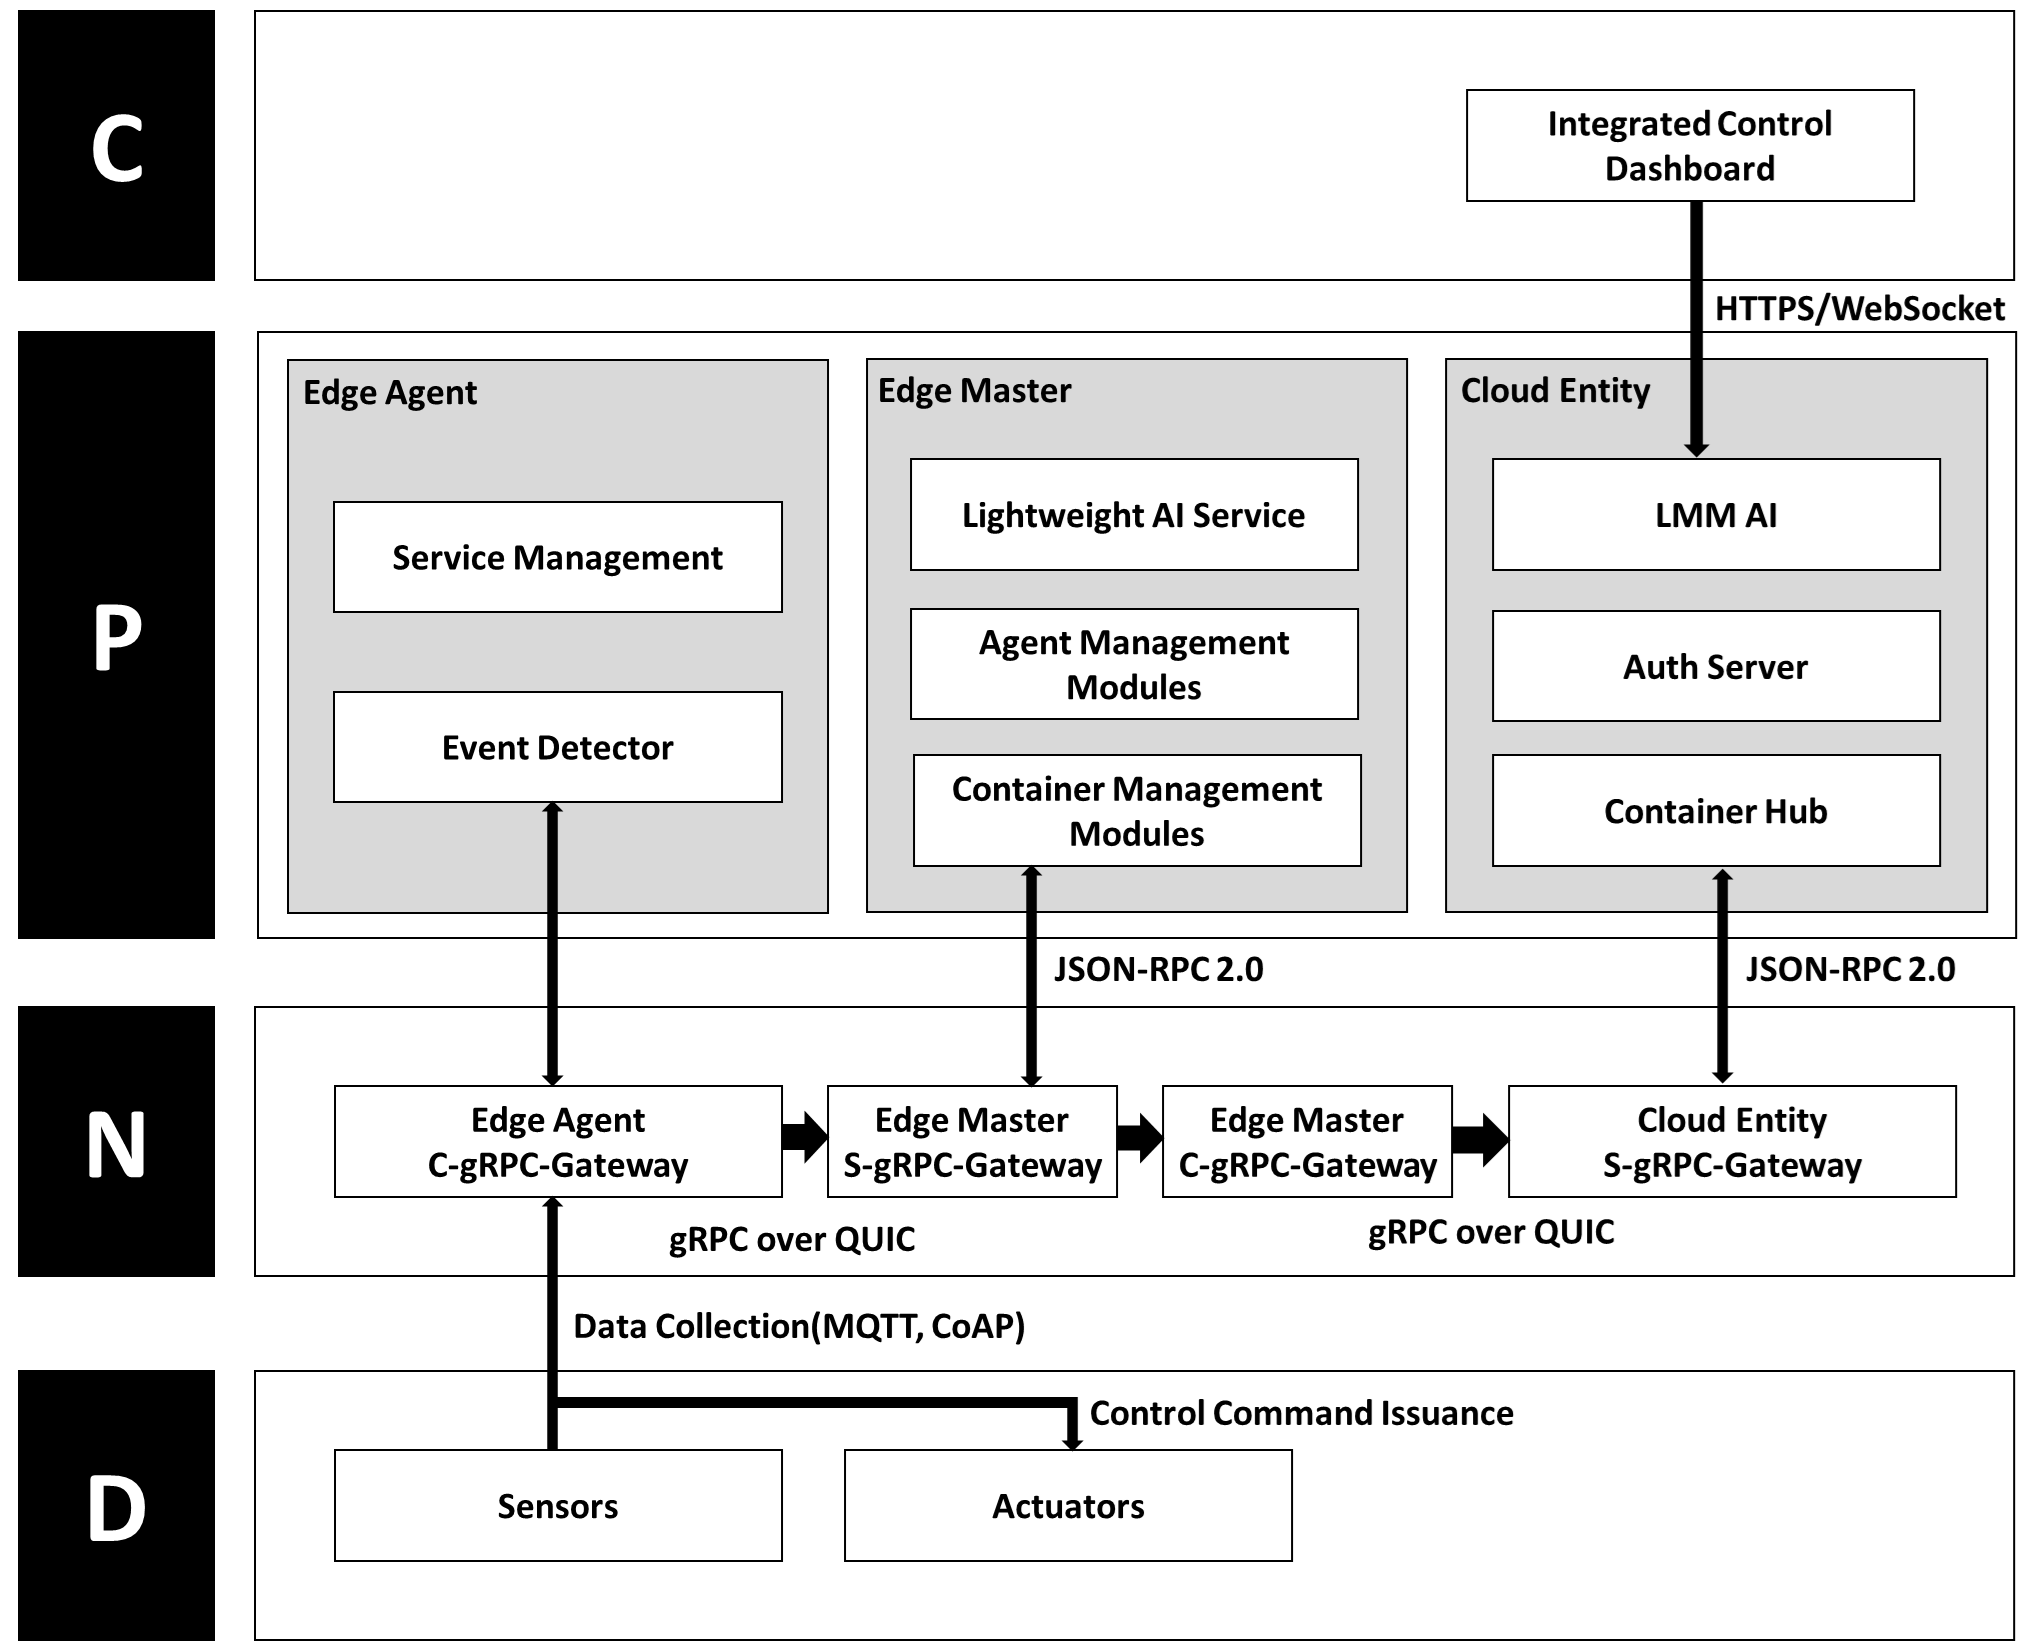 C
Integrated Control
Dashboard
HTTPS/WebSocket
P
Edge Agent
Service Management
Event Detector
Edge Master
Lightweight AI Service
Agent Management
Modules
Container Management
Modules
Cloud Entity
LMM AI
Auth Server
Container Hub
JSON-RPC 2.0
JSON-RPC 2.0
N
Edge Agent
C-gRPC-Gateway
Edge Master
S-gRPC-Gateway
Edge Master
C-gRPC-Gateway
Cloud Entity
S-gRPC-Gateway
gRPC over QUIC
gRPC over QUIC
Data Collection(MQTT, CoAP)
D
Control Command Issuance
Sensors
Actuators